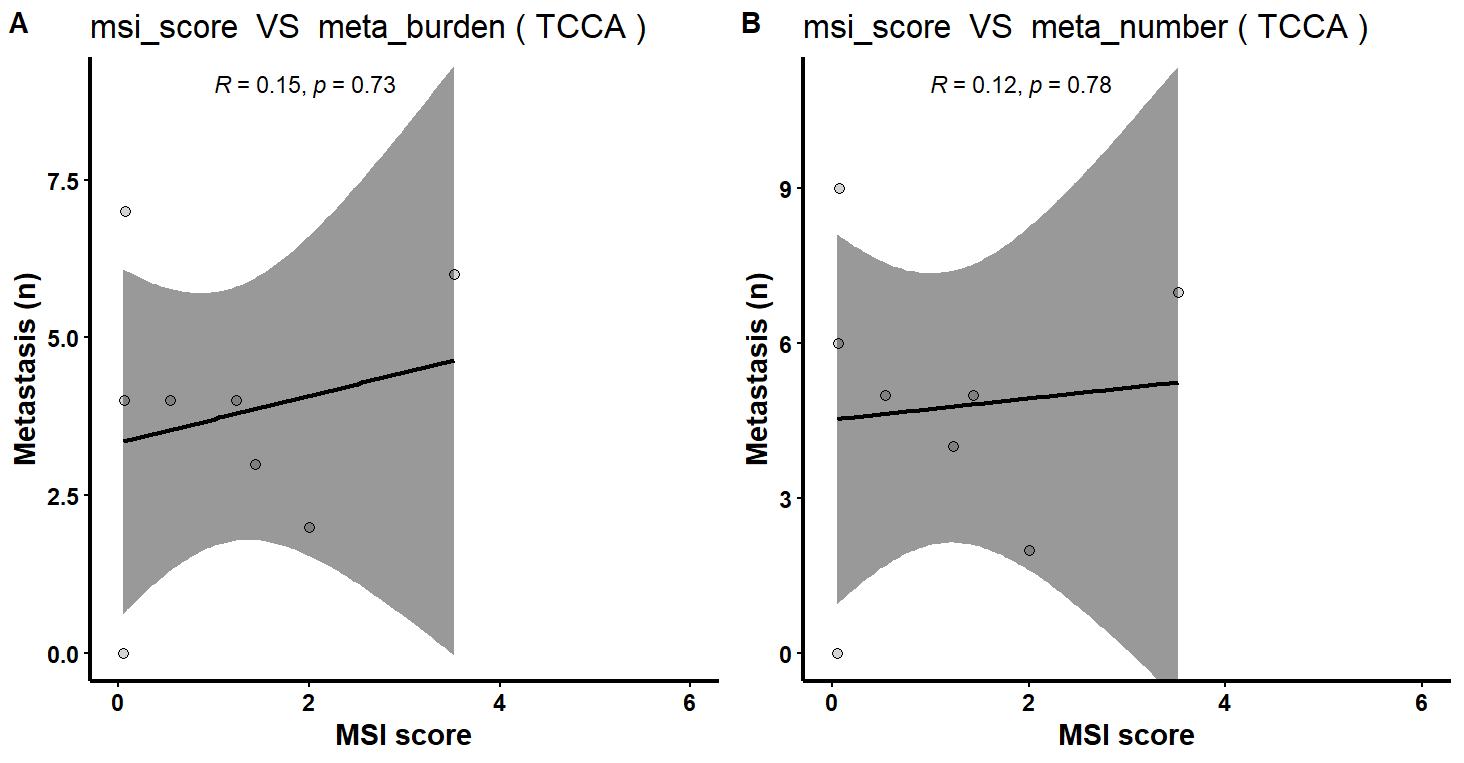 A
msi_score VS meta_burden ( TCCA )
R = 0.15, p = 0.73
Metastasis (n)
7.5
5.0
2.5
0.0
0 2 4 6
MSI score
B
msi_score VS meta_number ( TCCA )
R = 0.12, p = 0.78
Metastasis (n)
9
6
3
0
0 2 4 6
MSI score